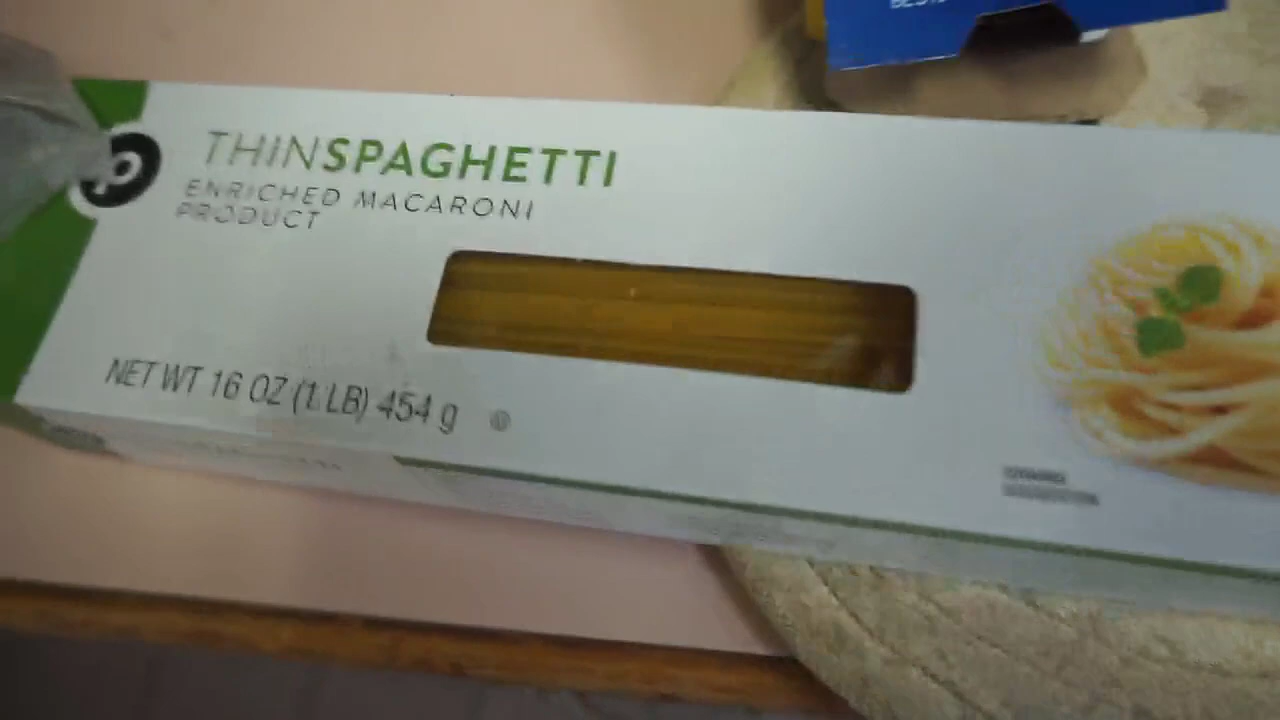 THINSPAGHETTI
ENRICHED MACARONI
PRODUCT
NET WT 16 OZ (1 LB) 454 g